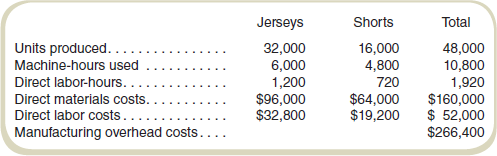 Jerseys Shorts Total
Units produced. . . . . . . . . . . . . . . . 32,000 16,000 48,000
Machine-hours used . . . . . . . . . . . 6,000 4,800 10,800
Direct labor-hours. . . . . . . . . . . . . . 1,200 720 1,920
Direct materials costs. . . . . . . . . . . $96,000 $64,000 $160,000
Direct labor costs . . . . . . . . . . . . . . $32,800 $19,200 $ 52,000
Manufacturing overhead costs. . . . $266,400